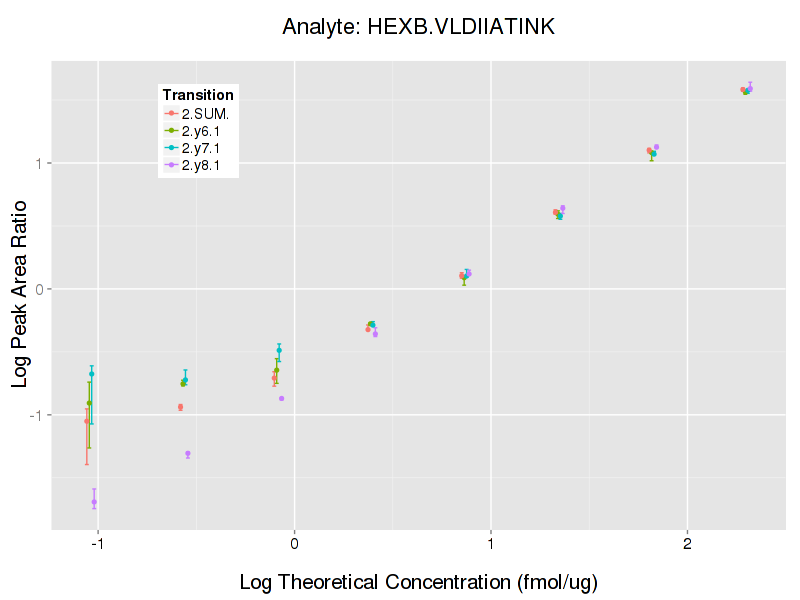 Analyte: HEXB.VLDIIATINK
Transition
2.SUM.
2.y6.1
2.y7.1
2.y8.1
Log Peak Area Ratio
1
0
-1
-1 0 1 2
Log Theoretical Concentration (fmol/ug)